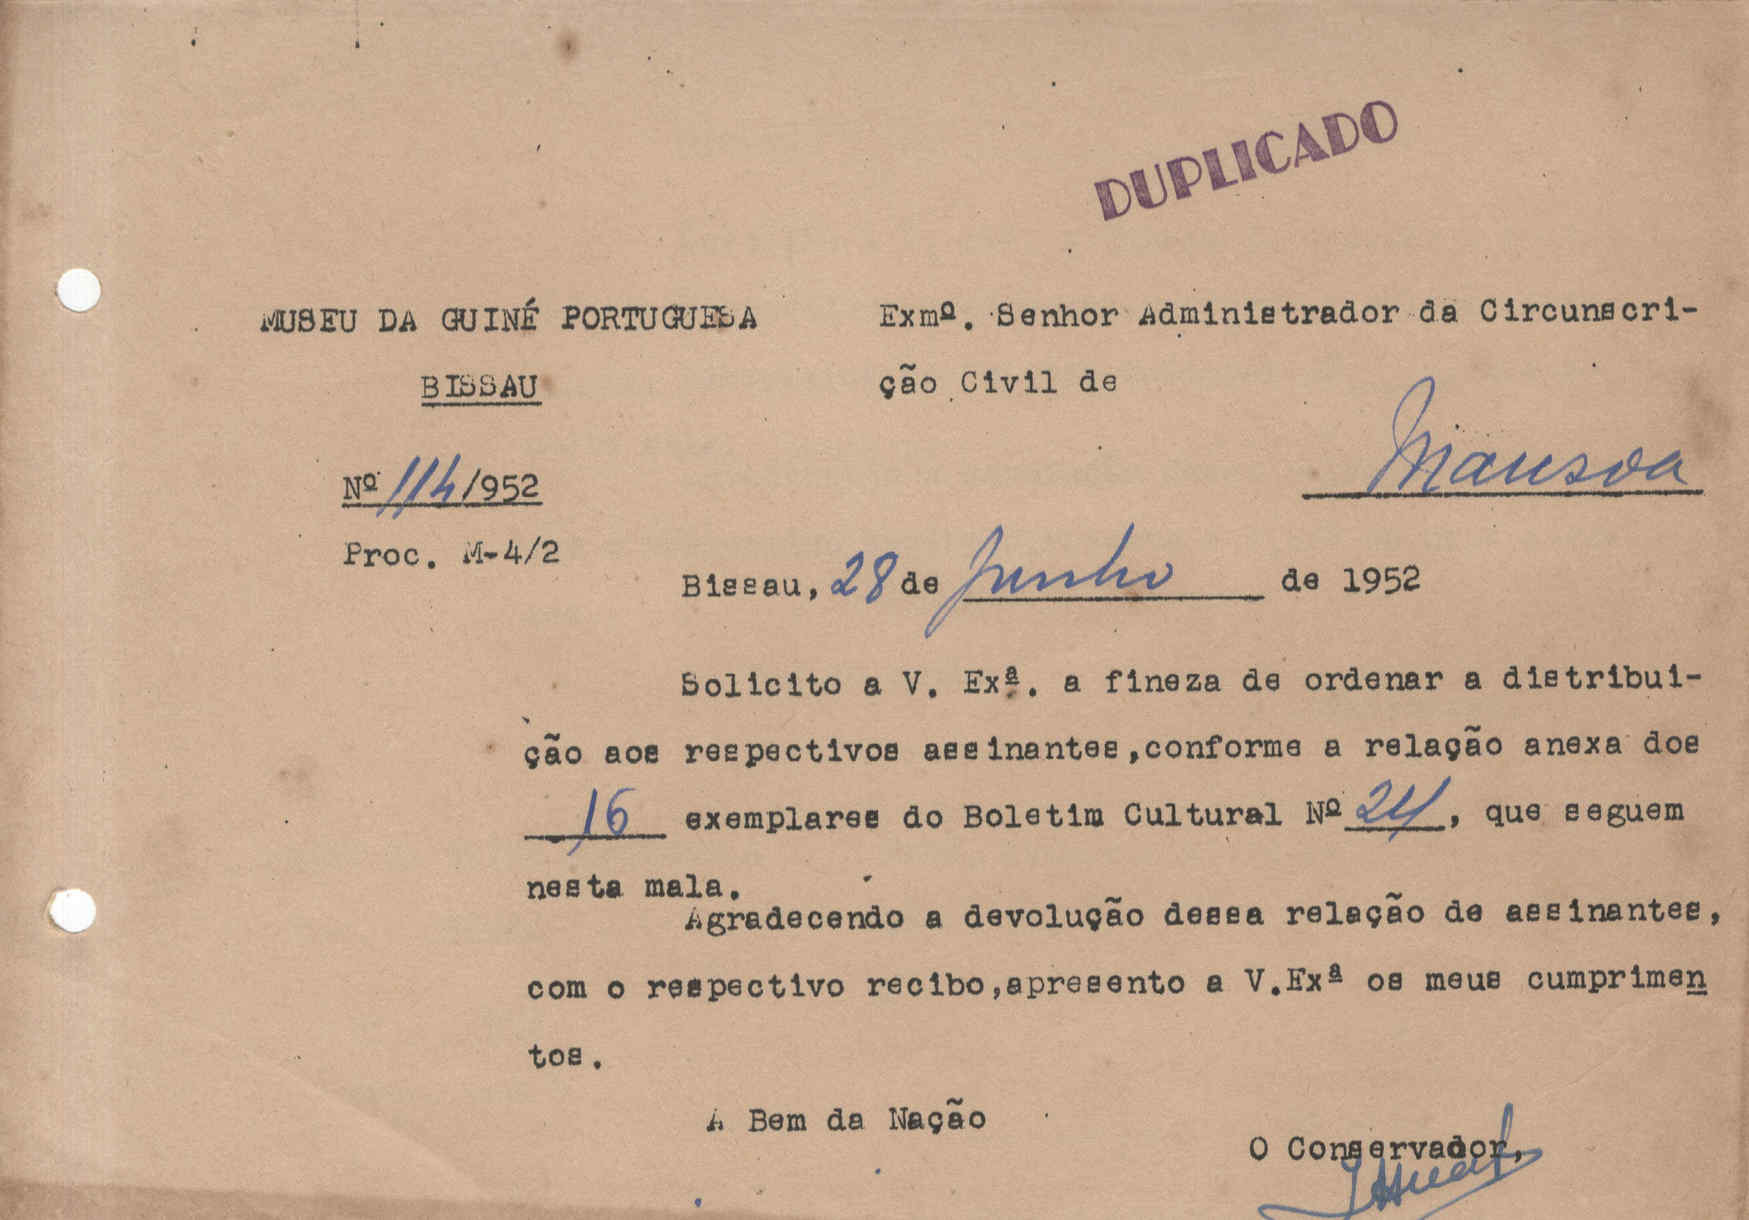 DUPLICADO
MUSEU DA GUINÉ PORTUGUESA
BISSAU
Nº 114/952
Proc. M-4/2
Exmº. Senhor Administrador da Circunscri-
ção Civil de
Mansoa
Bissau, 28 de Junho de 1952
Solicito a V. Exª. a fineza de ordenar a distribui-
ção aos respectivos assinantes,conforme a relação anexa dos
16 exemplares do Boletim Cultural Nº 24, que seguem
nesta mala.
Agradecendo a devolução dessa relação de assinantes,
com o respectivo recibo,apresento a V.Exª os meus cumprimen
tos.
A Bem da Nação
O Conservador,